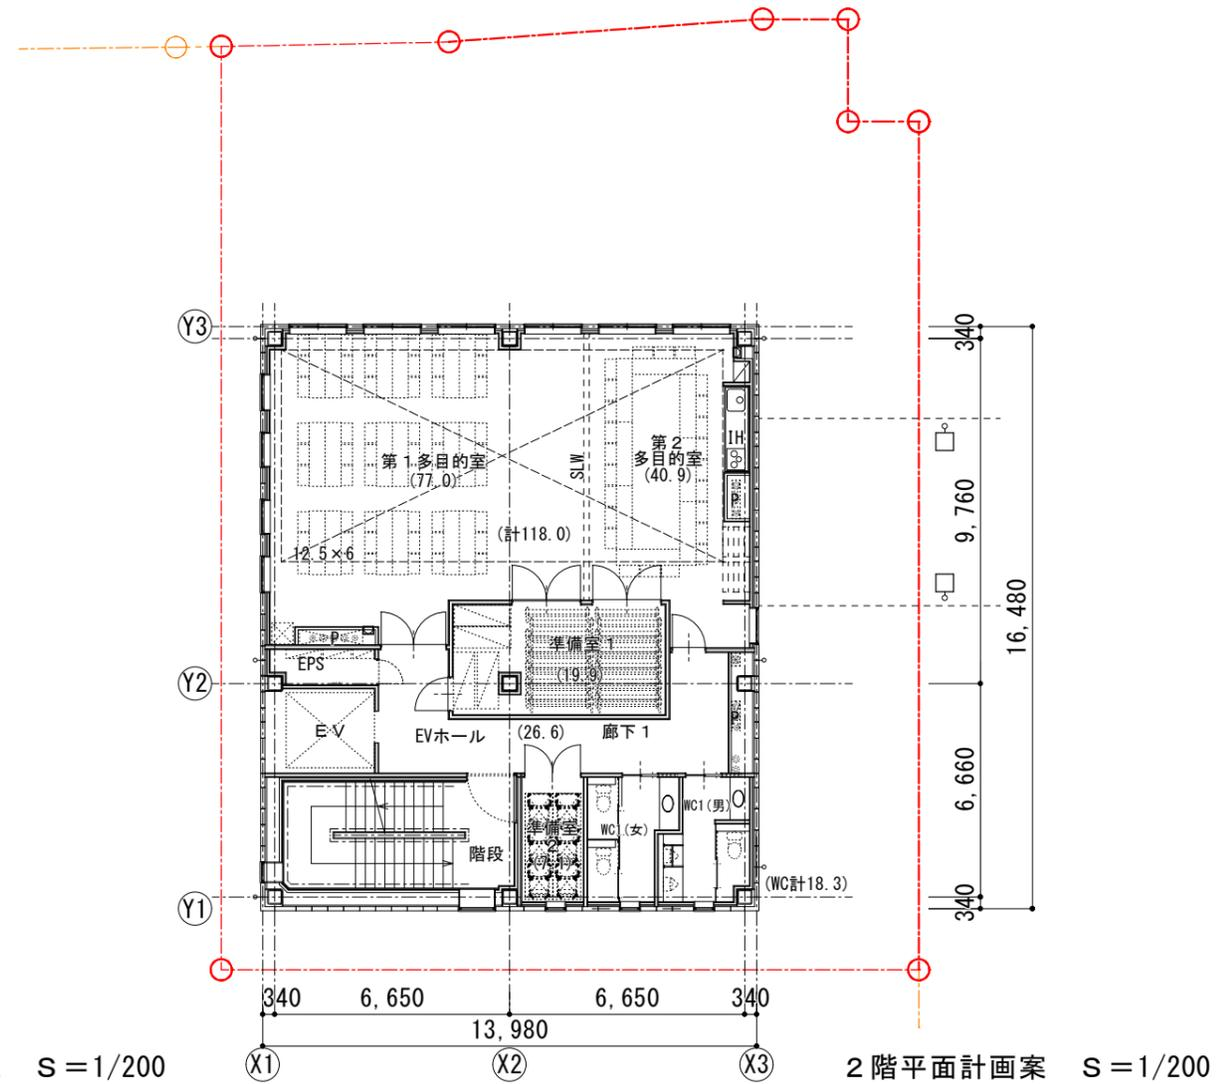 Y3
340
IH
第２
多目的室
(40.9)
第１多目的室
(77.0)
SLW
P
9,760
(計118.0)
12.5×6
16,480
P
準備室１
EPS
(19.9)
Y2
P
EV
EVホール
(26.6)
廊下１
6,660
WC1(男)
準備室
２
WC1(女)
階段
(WC計18.3)
Y1
340
340
6,650
6,650
340
13,980
X1
X2
X3
Ｓ＝1/200
２階平面計画案　Ｓ＝1/200